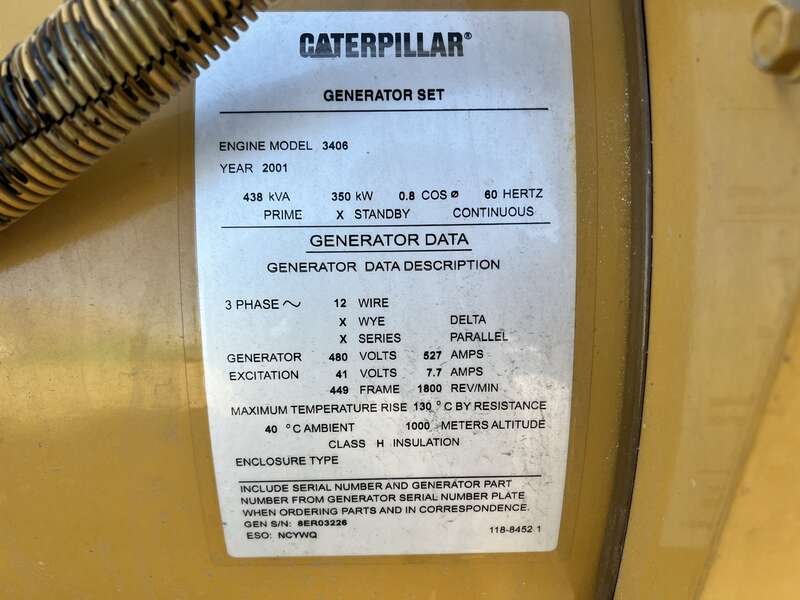 CATERPILLAR®
GENERATOR SET
ENGINE MODEL 3406
YEAR 2001
438 kVA 350 kW 0.8 COS ø 60 HERTZ
PRIME X STANDBY CONTINUOUS
GENERATOR DATA
GENERATOR DATA DESCRIPTION
3 PHASE ~ 12 WIRE
X WYE DELTA
X SERIES PARALLEL
GENERATOR 480 VOLTS 527 AMPS
EXCITATION 41 VOLTS 7.7 AMPS
449 FRAME 1800 REV/MIN
MAXIMUM TEMPERATURE RISE 130 °C BY RESISTANCE
40 °C AMBIENT 1000 METERS ALTITUDE
CLASS H INSULATION
ENCLOSURE TYPE
INCLUDE SERIAL NUMBER AND GENERATOR PART
NUMBER FROM GENERATOR SERIAL NUMBER PLATE
WHEN ORDERING PARTS AND IN CORRESPONDENCE.
GEN S/N: 8ER03226
ESO: NCYWQ 118-8452 1